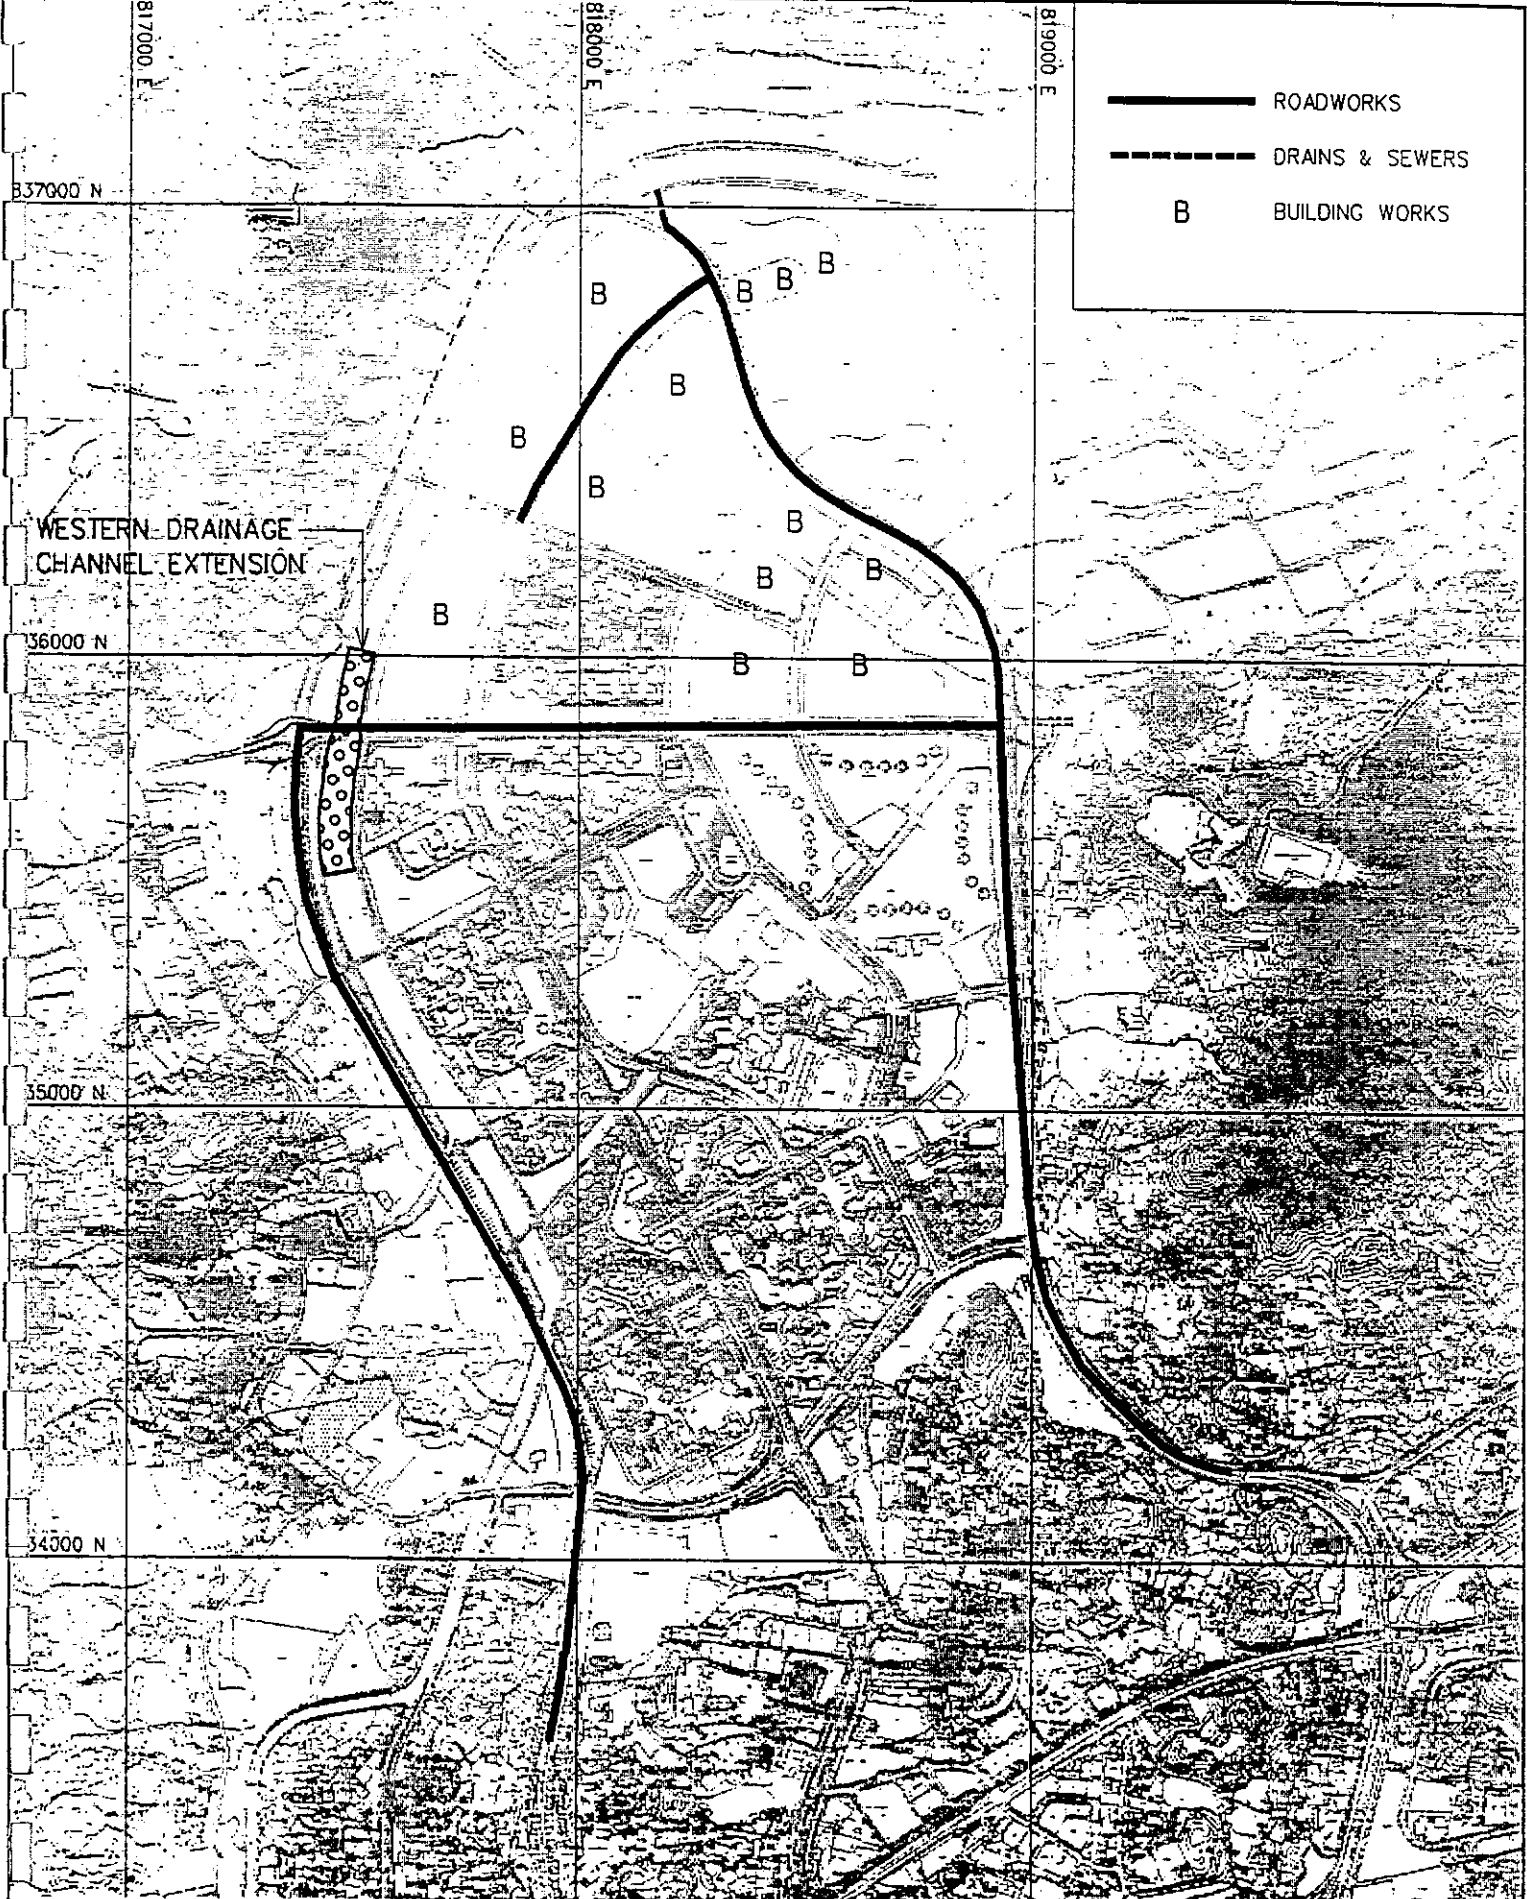 817000 E
818000 E
819000 E
ROADWORKS
DRAINS & SEWERS
B BUILDING WORKS
837000 N
B
B
B
B
B
B
B
B
WESTERN DRAINAGE
CHANNEL EXTENSION
B
B
B
36000 N
B
B
35000 N
34000 N